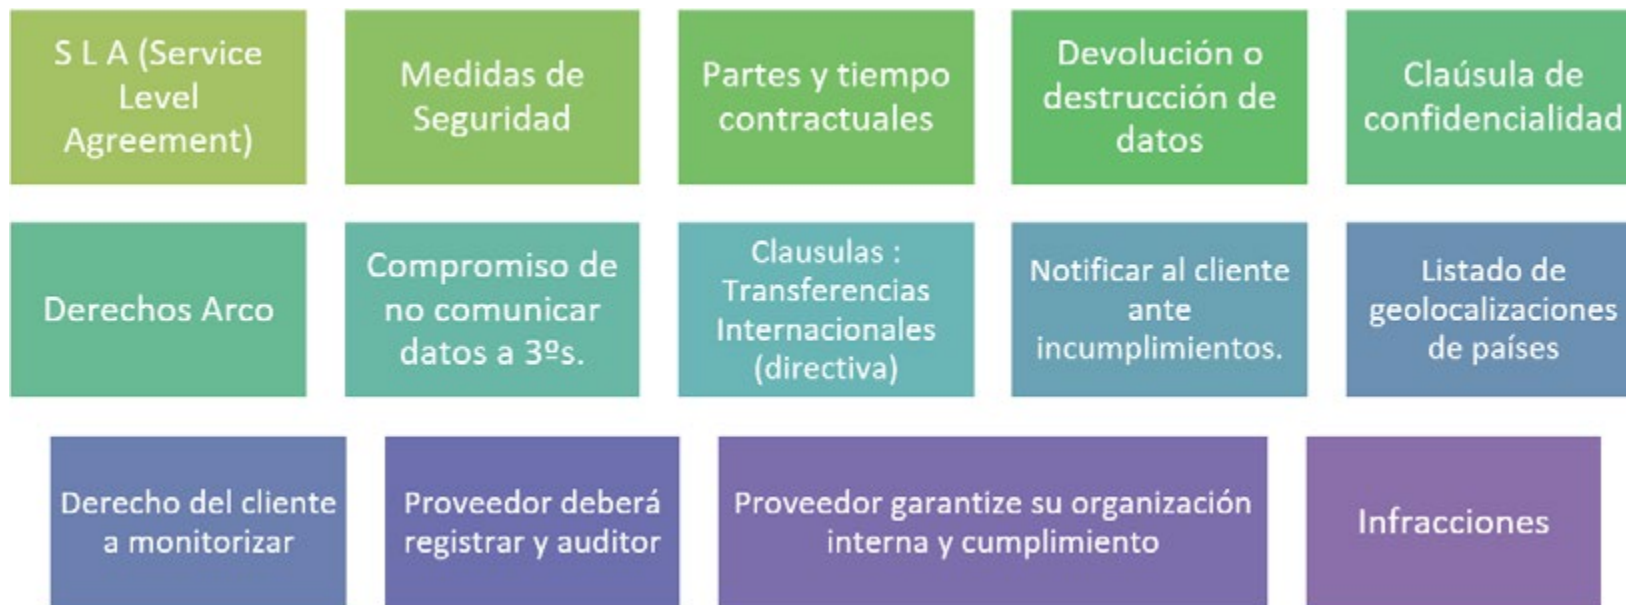 S L A (Service
Level
Agreement)
Medidas de
Seguridad
Partes y tiempo
contractuales
Devolución o
destrucción de
datos
Claúsula de
confidencialidad
Derechos Arco
Compromiso de
no comunicar
datos a 3ºs.
Clausulas :
Transferencias
Internacionales
(directiva)
Notificar al cliente
ante
incumplimientos.
Listado de
geolocalizaciones
de países
Derecho del cliente
a monitorizar
Proveedor deberá
registrar y auditor
Proveedor garantize su organización
interna y cumplimiento
Infracciones